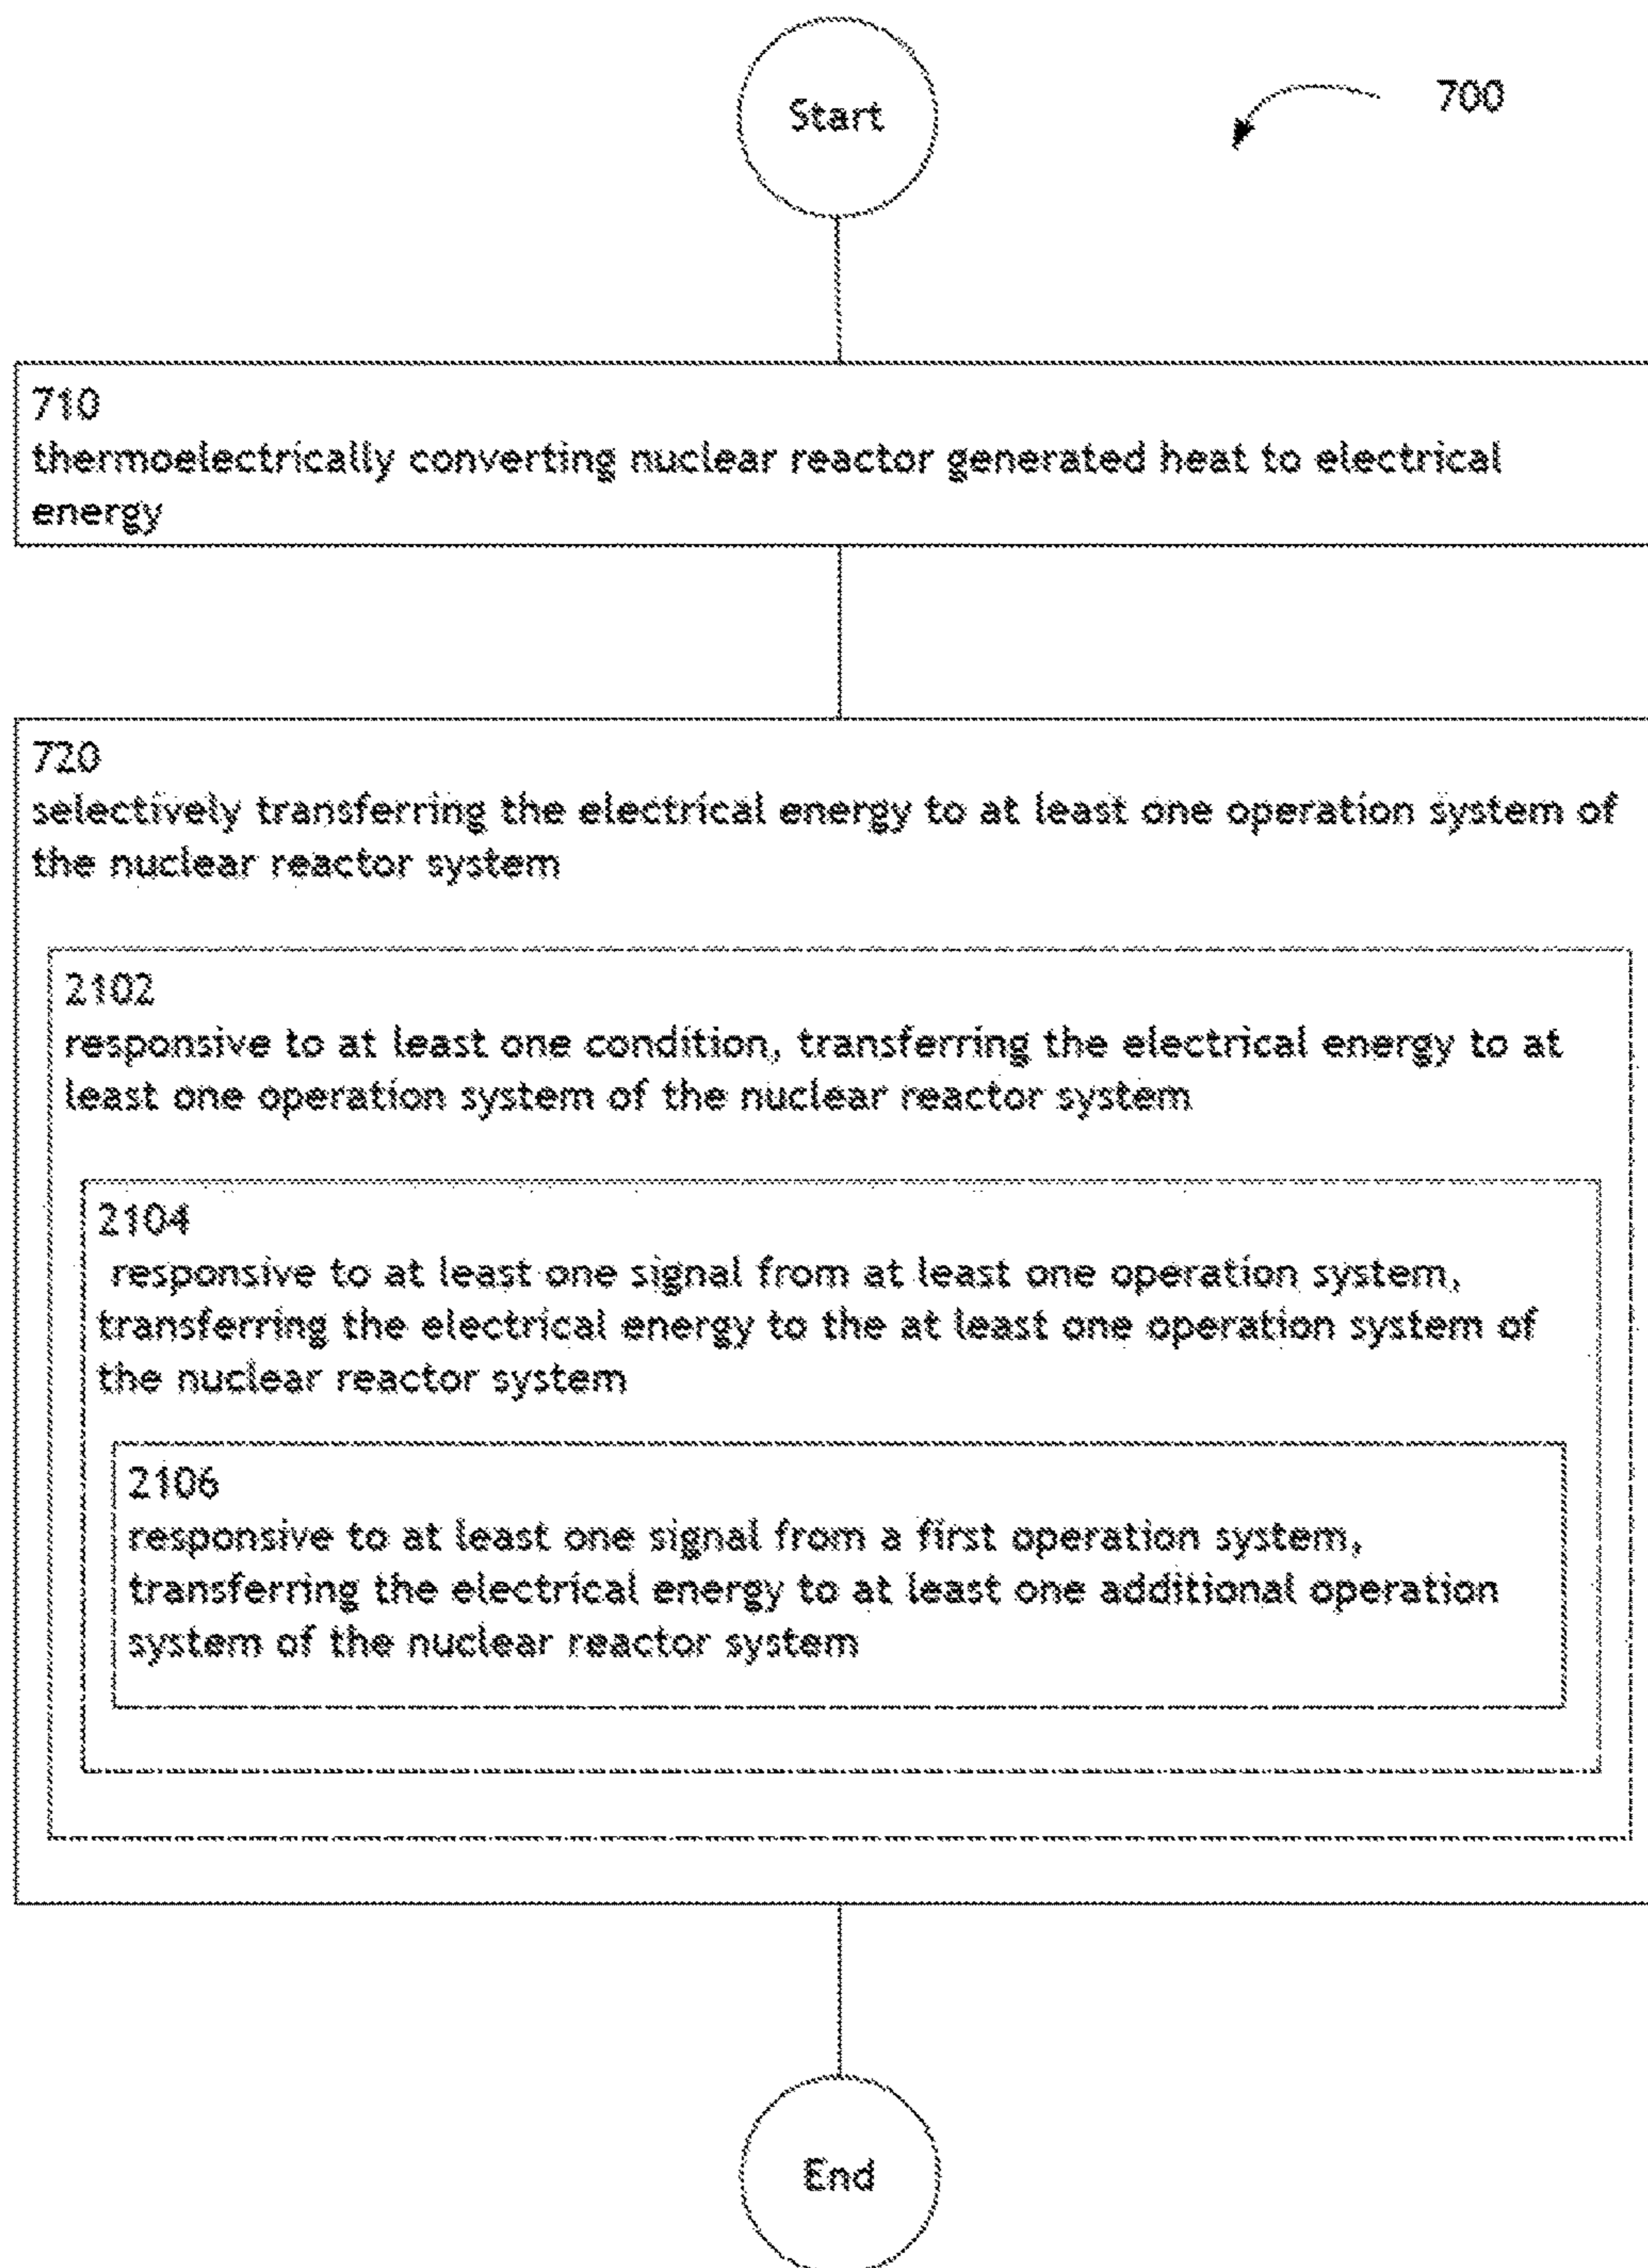 Start
700
710
thermoelectrically converting nuclear reactor generated heat to electrical
energy
720
selectively transferring the electrical energy to at least one operation system of
the nuclear reactor system
2102
responsive to at least one condition, transferring the electrical energy to at
least one operation system of the nuclear reactor system
2104
responsive to at least one signal from at least one operation system,
transferring the electrical energy to the at least one operation system of
the nuclear reactor system
2106
responsive to at least one signal from a first operation system,
transferring the electrical energy to at least one additional operation
system of the nuclear reactor system
End